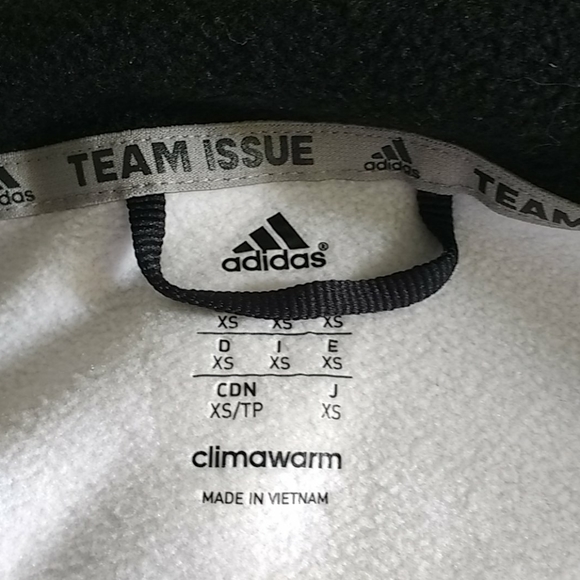 adidas TEAM ISSUE adidas TEAM
adidas®
XS XS XS
D I E
XS XS XS
CDN J
XS/TP XS
climawarm
MADE IN VIETNAM